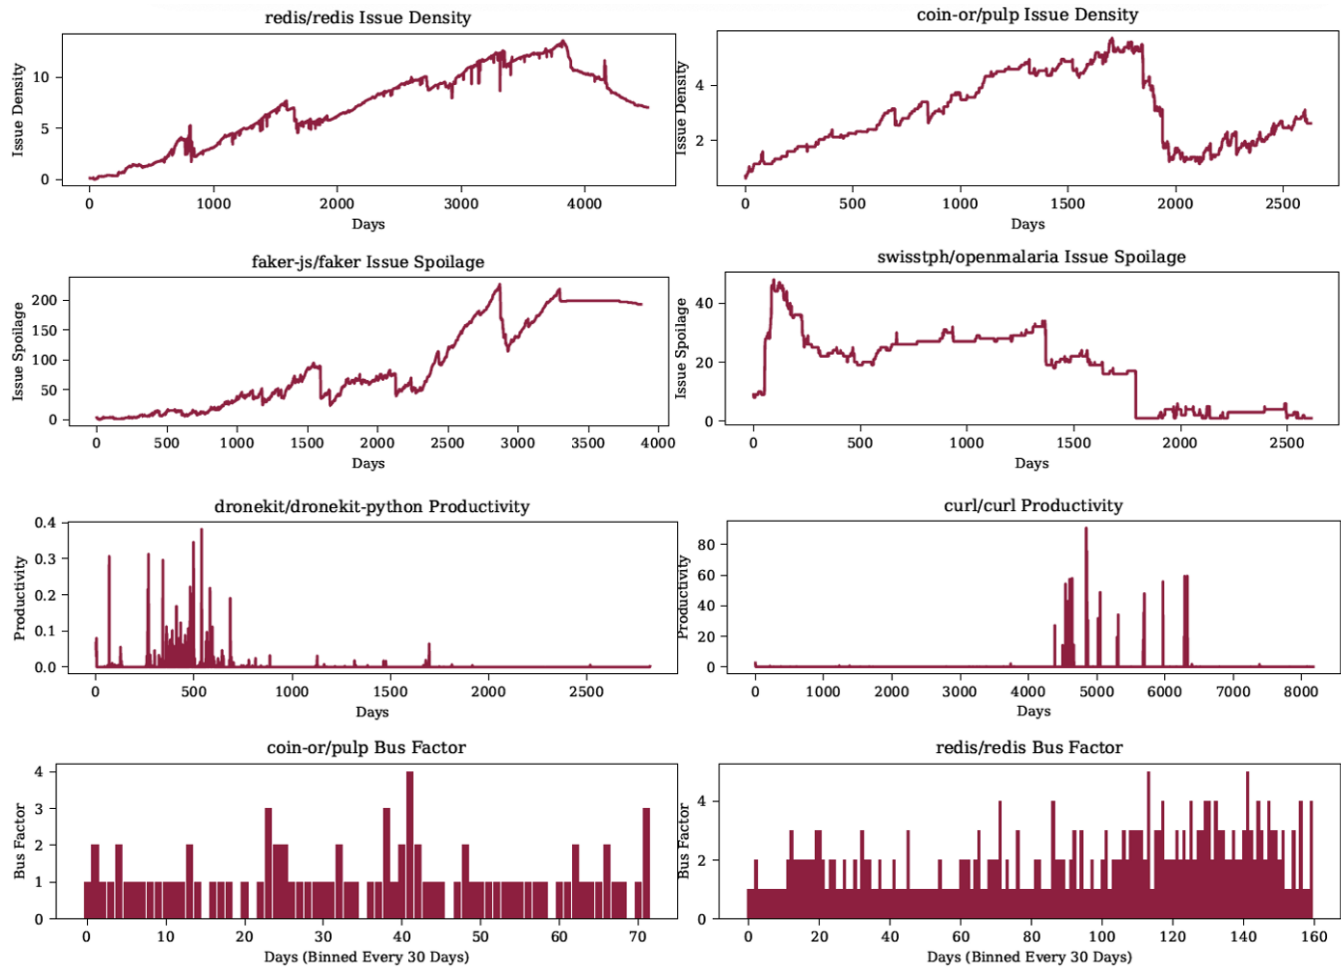 redis/redis Issue Density
Issue Density
10
5
0
0 1000 2000 3000 4000
Days
coin-or/pulp Issue Density
Issue Density
4
2
0 500 1000 1500 2000 2500
Days
faker-js/faker Issue Spoilage
Issue Spoilage
200
150
100
50
0
0 500 1000 1500 2000 2500 3000 3500 4000
Days
swisstph/openmalaria Issue Spoilage
Issue Spoilage
40
20
0
0 500 1000 1500 2000 2500
Days
dronekit/dronekit-python Productivity
Productivity
0.4
0.3
0.2
0.1
0.0
0 500 1000 1500 2000 2500
Days
curl/curl Productivity
Productivity
80
60
40
20
0
0 1000 2000 3000 4000 5000 6000 7000 8000
Days
coin-or/pulp Bus Factor
Bus Factor
4
3
2
1
0
0 10 20 30 40 50 60 70
Days (Binned Every 30 Days)
redis/redis Bus Factor
Bus Factor
4
2
0
0 20 40 60 80 100 120 140 160
Days (Binned Every 30 Days)